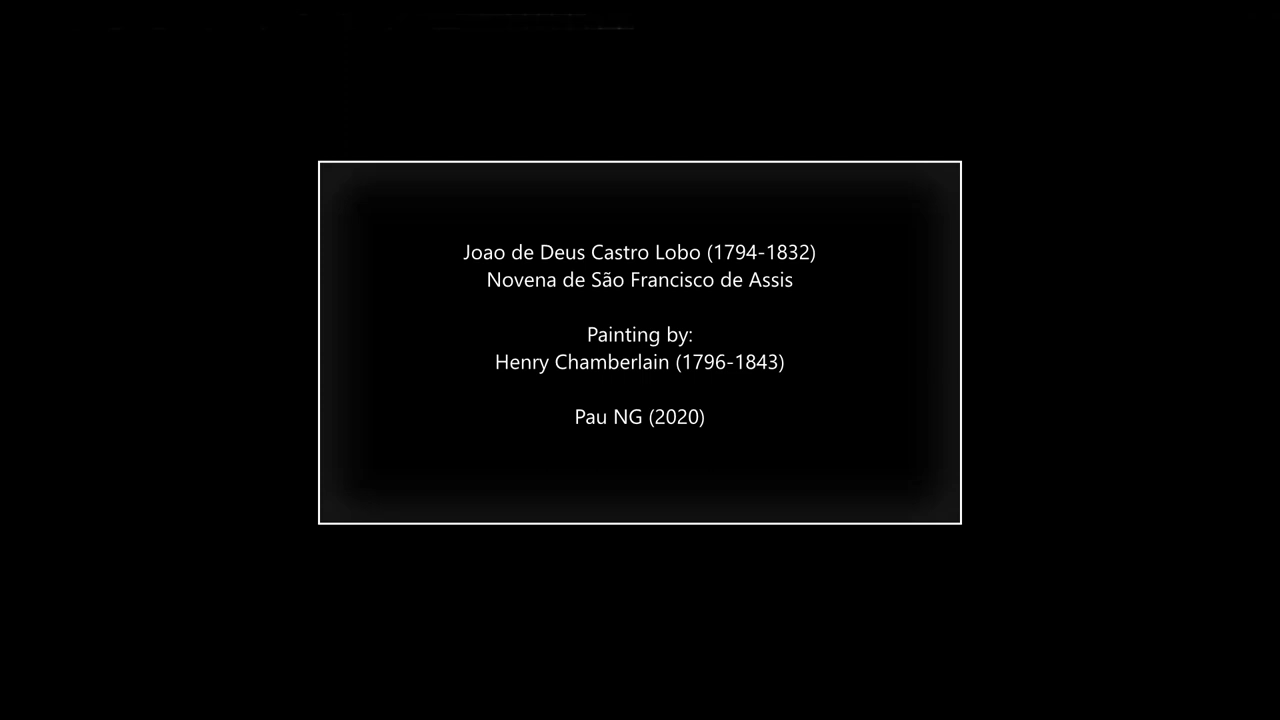 Joao de Deus Castro Lobo (1794-1832)
Novena de São Francisco de Assis
Painting by:
Henry Chamberlain (1796-1843)
Pau NG (2020)